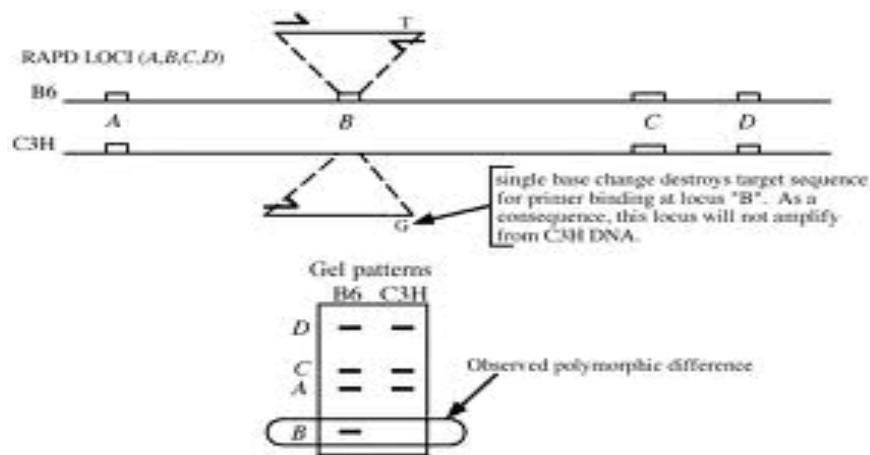 T
RAPD LOCI (A,B,C,D)
B6
A B C D
C3H
single base change destroys target sequence
for primer binding at locus "B". As a
consequence, this locus will not amplify
from C3H DNA.
G
Gel patterns
B6 C3H
D
C
A
B
Observed polymorphic difference